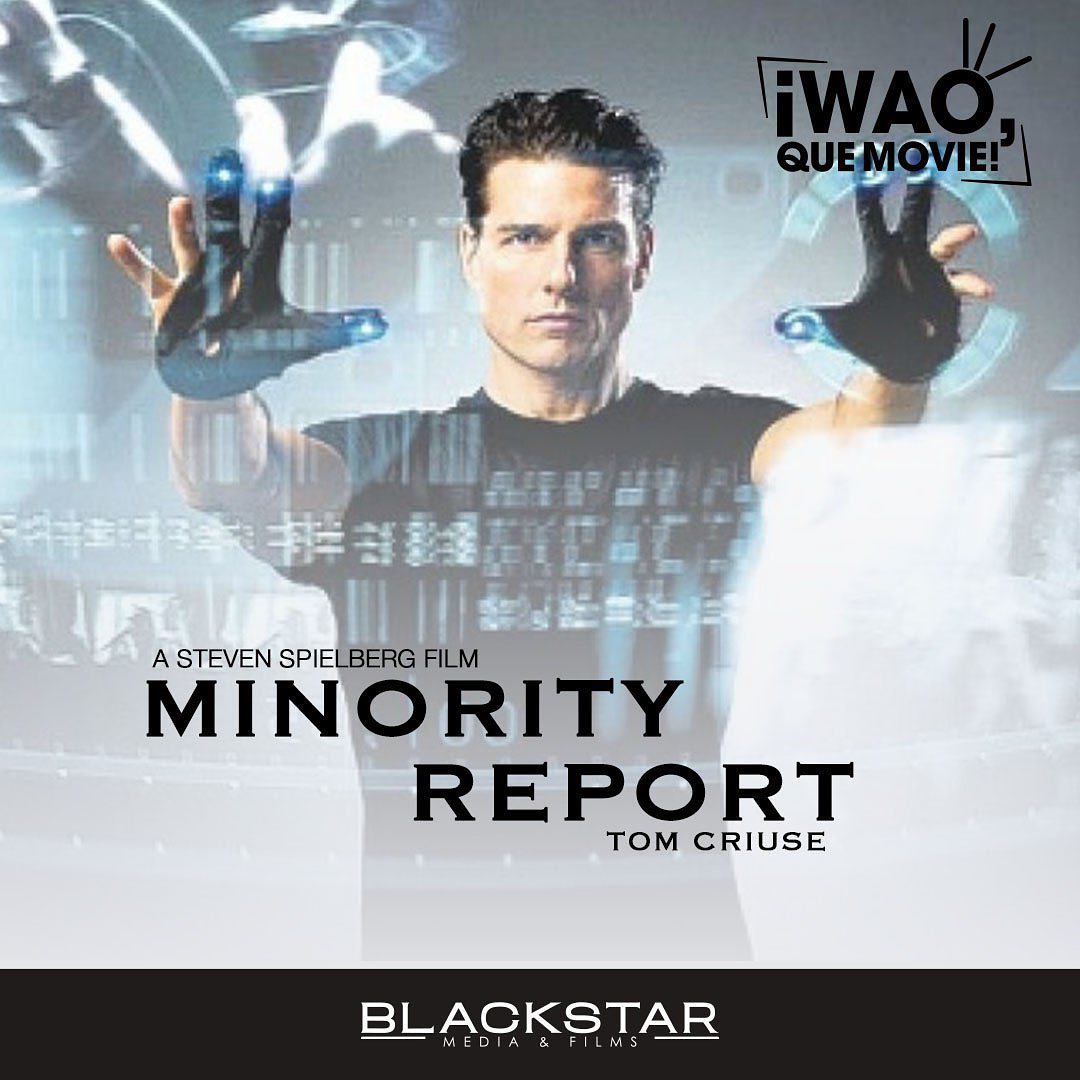 ¡WAO,
QUE MOVIE!
A STEVEN SPIELBERG FILM
MINORITY
REPORT
TOM CRIUSE
BLACKSTAR
MEDIA & FILMS